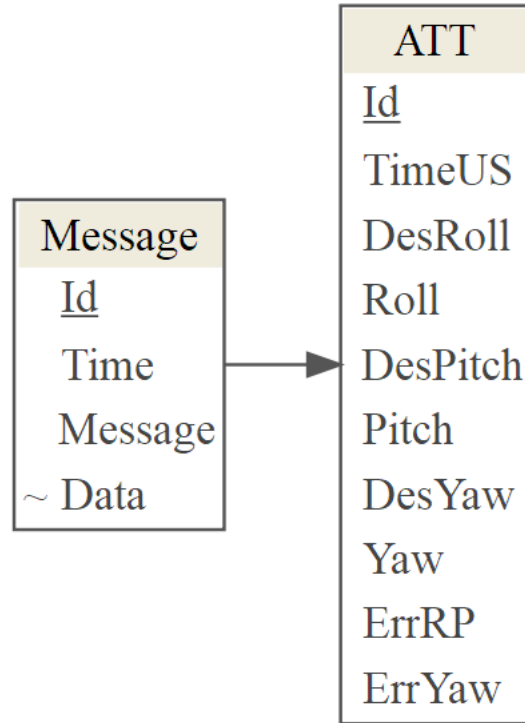 Message
Id
Time
Message
~ Data
ATT
Id
TimeUS
DesRoll
Roll
DesPitch
Pitch
DesYaw
Yaw
ErrRP
ErrYaw